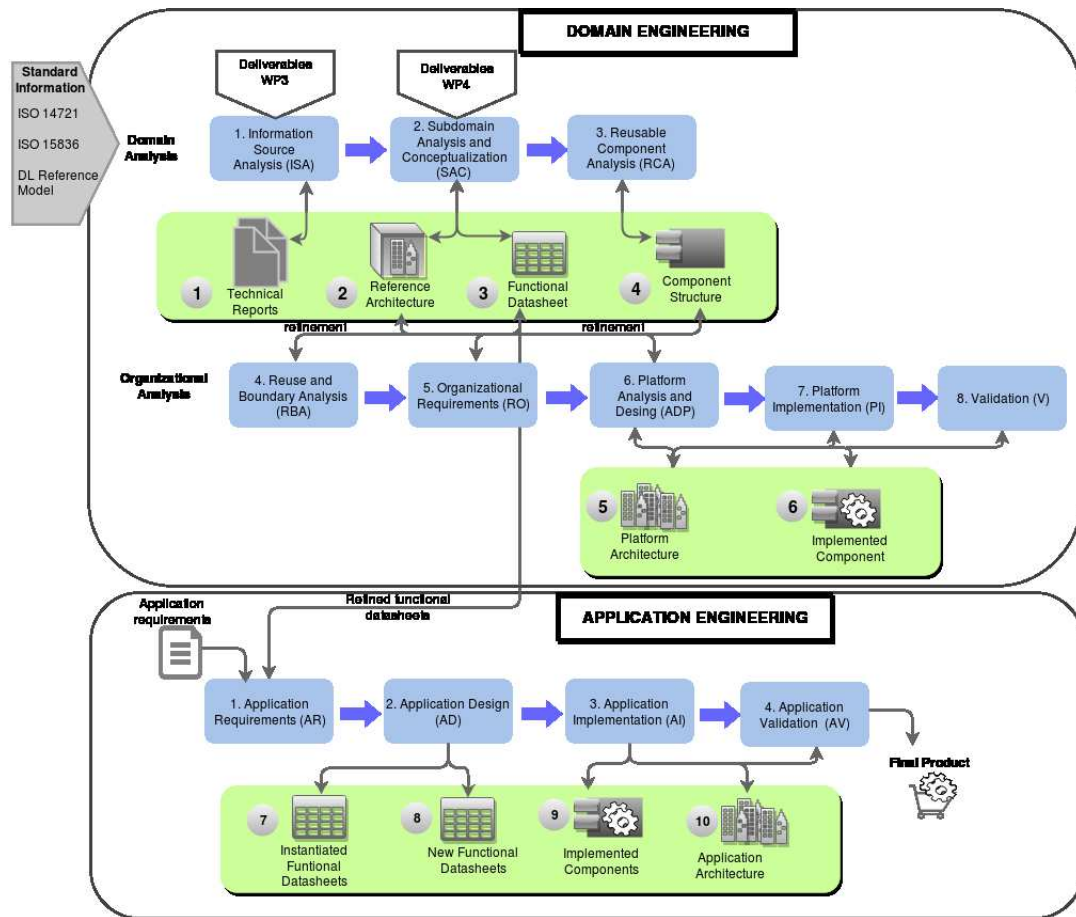 DOMAIN ENGINEERING
Standard
Information
ISO 14721
ISO 15836
DL Reference
Model
Deliverables
WP3
Deliverables
WP4
Domain
Analysis
1. Information
Source
Analysis (ISA)
2. Subdomain
Analysis and
Conceptualization
(SAC)
3. Reusable
Component
Analysis (RCA)
1
Technical
Reports
2
Reference
Architecture
3
Functional
Datasheet
4
Component
Structure
refinement
refinement
Organizational
Analysis
4. Reuse and
Boundary Analysis
(RBA)
5. Organizational
Requirements (RO)
6. Platform
Analysis and
Desing (ADP)
7. Platform
Implementation (PI)
8. Validation (V)
5
Platform
Architecture
6
Implemented
Component
APPLICATION ENGINEERING
Application
requirements
Refined functional
datasheets
1. Application
Requirements (AR)
2. Application Design
(AD)
3. Application
Implementation (AI)
4. Application
Validation (AV)
Final Product
7
Instantiated
Funtional
Datasheets
8
New Functional
Datasheets
9
Implemented
Components
10
Application
Architecture